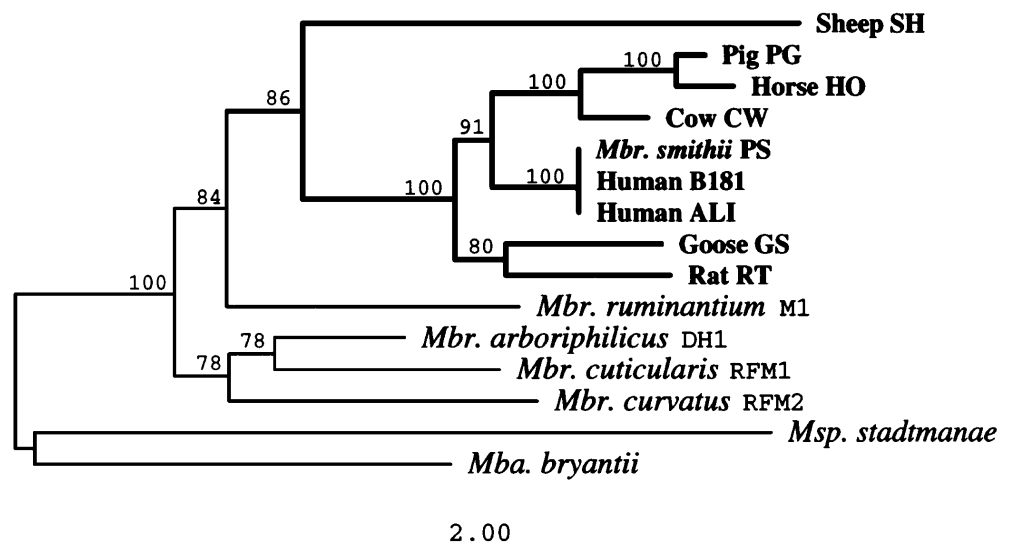 Sheep SH
Pig PG
100
Horse HO
100
86
Cow CW
91
Mbr. smithii PS
100
Human B181
100
84
Human ALI
80
Goose GS
Rat RT
100
Mbr. ruminantium M1
78
Mbr. arboriphilicus DH1
78
Mbr. cuticularis RFM1
Mbr. curvatus RFM2
Msp. stadtmanae
Mba. bryantii
2.00